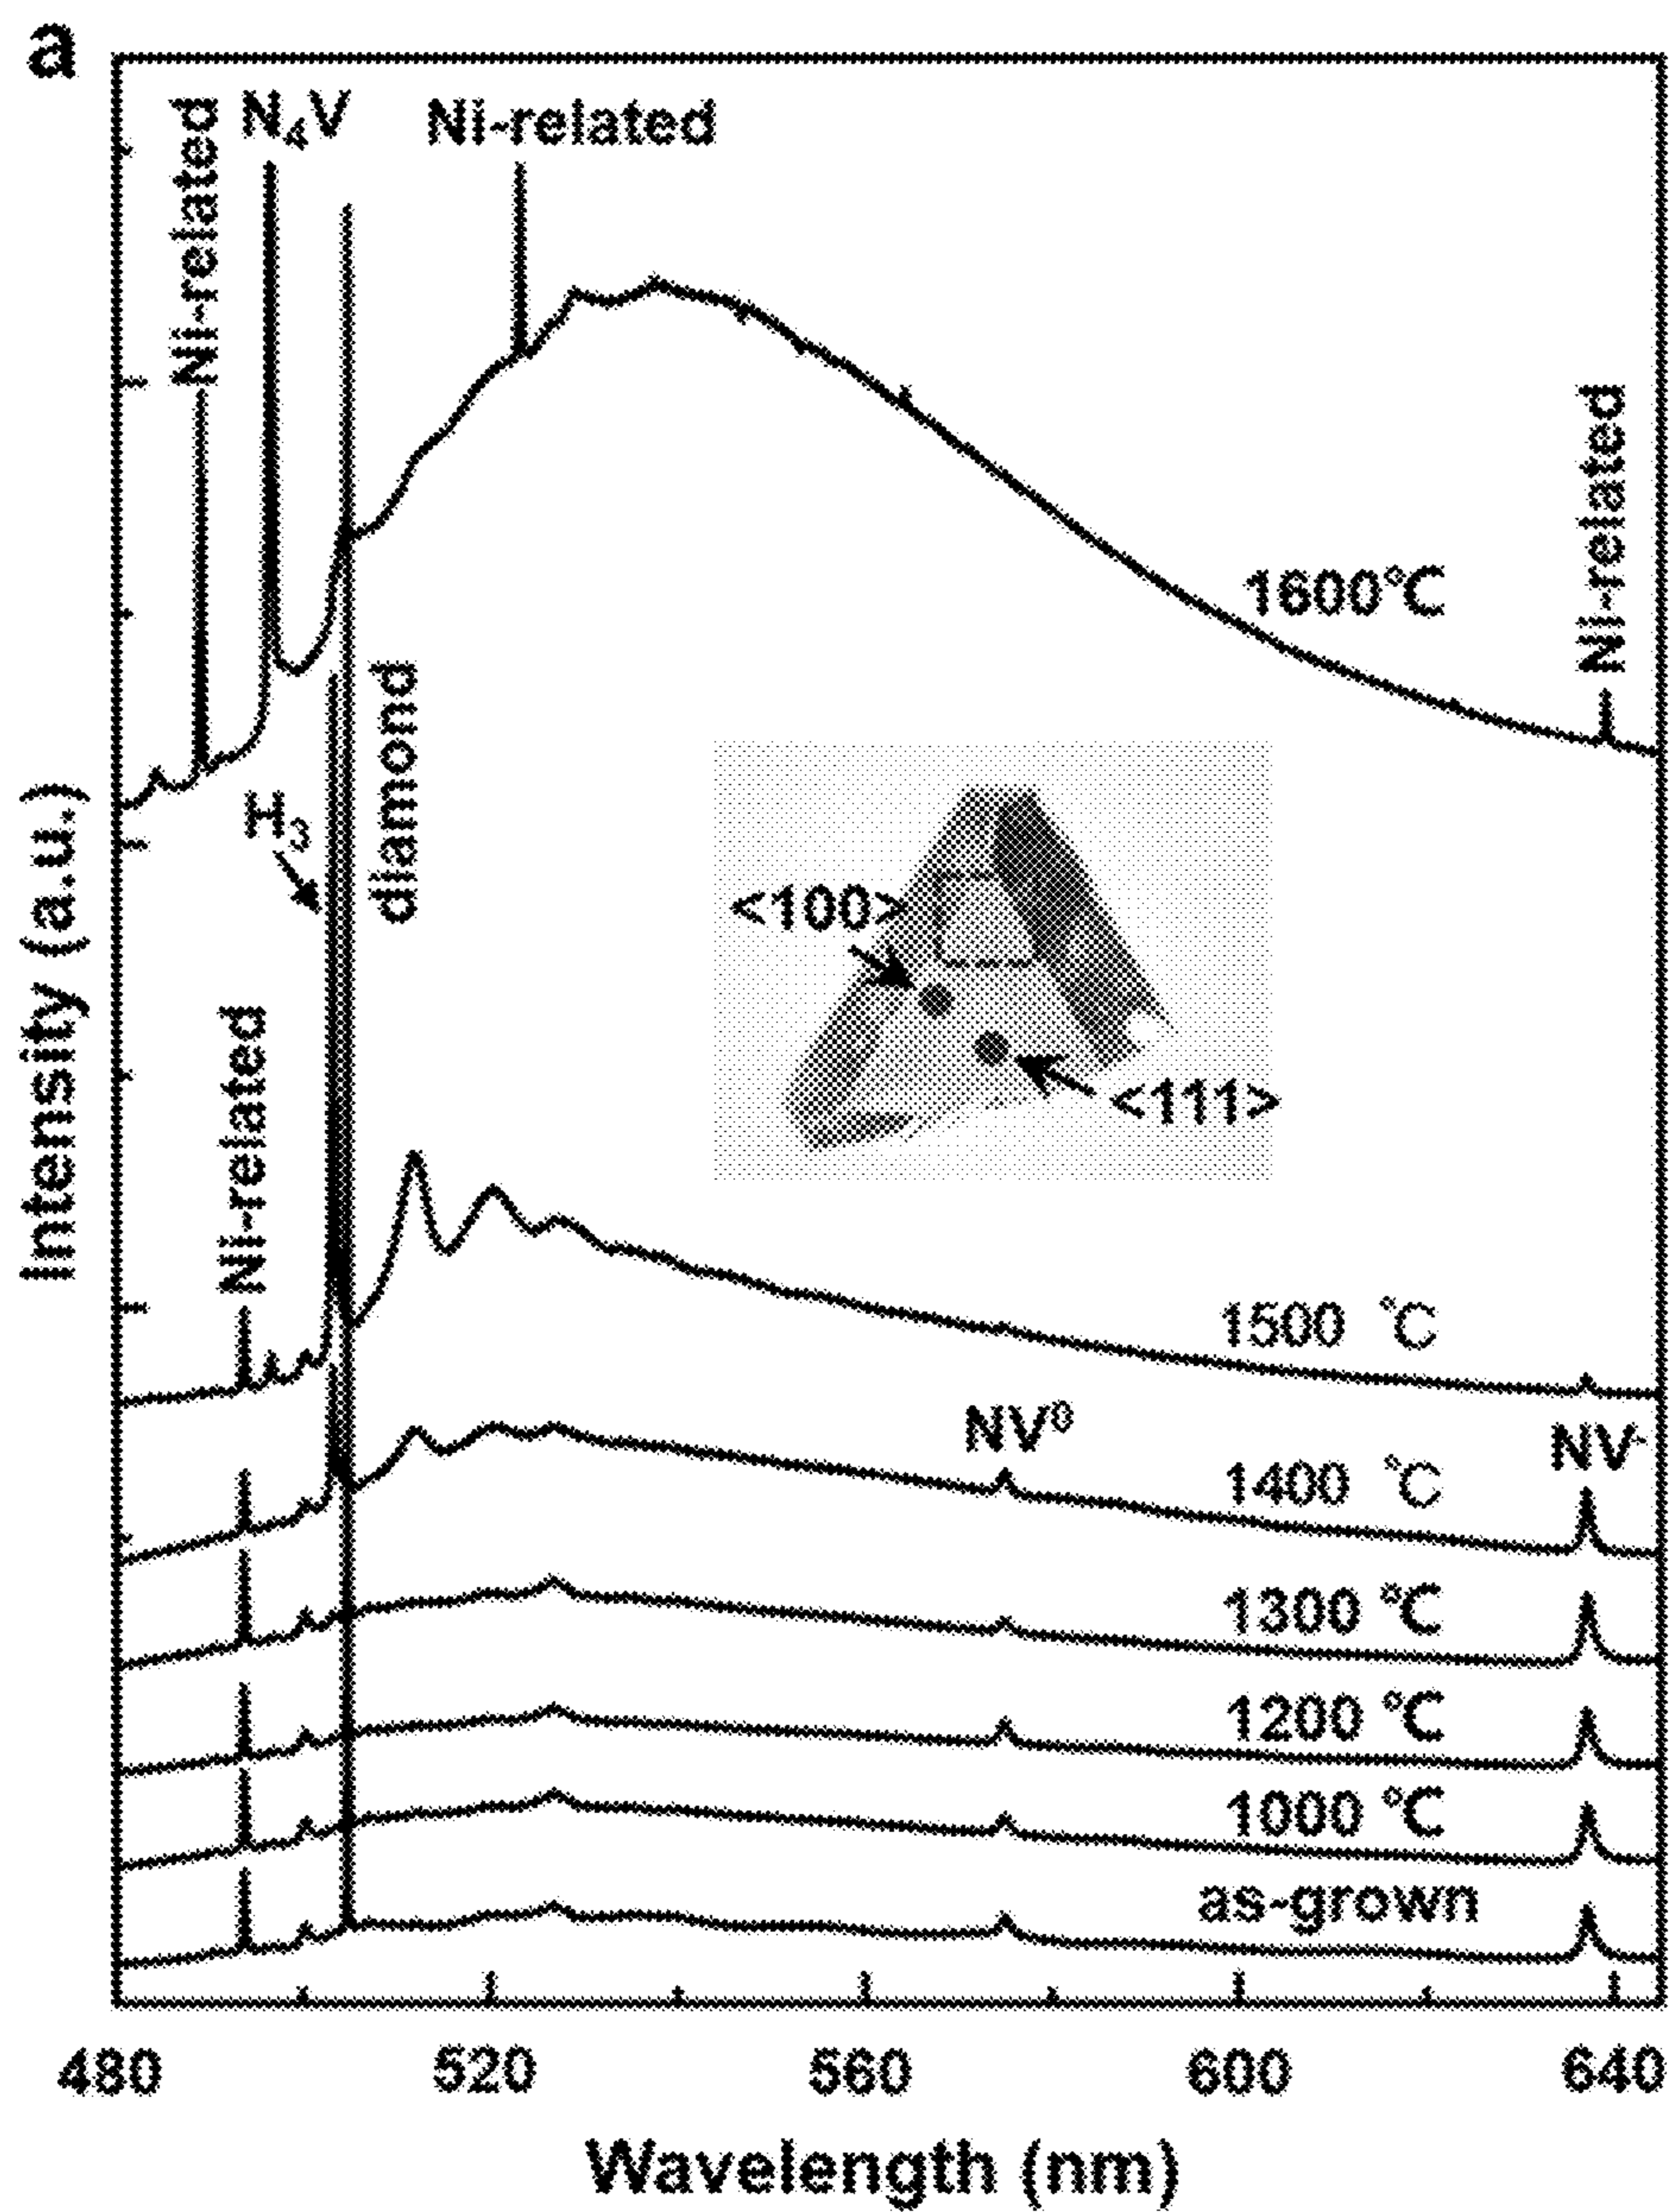 a
Ni-related
N₄V
Ni-related
Ni-related
1600℃
diamond
H₃
<100>
<111>
Ni-related
1500 ℃
NV⁰
NV⁻
1400 ℃
1300 ℃
1200 ℃
1000 ℃
as-grown
Intensity (a.u.)
480 520 560 600 640
Wavelength (nm)